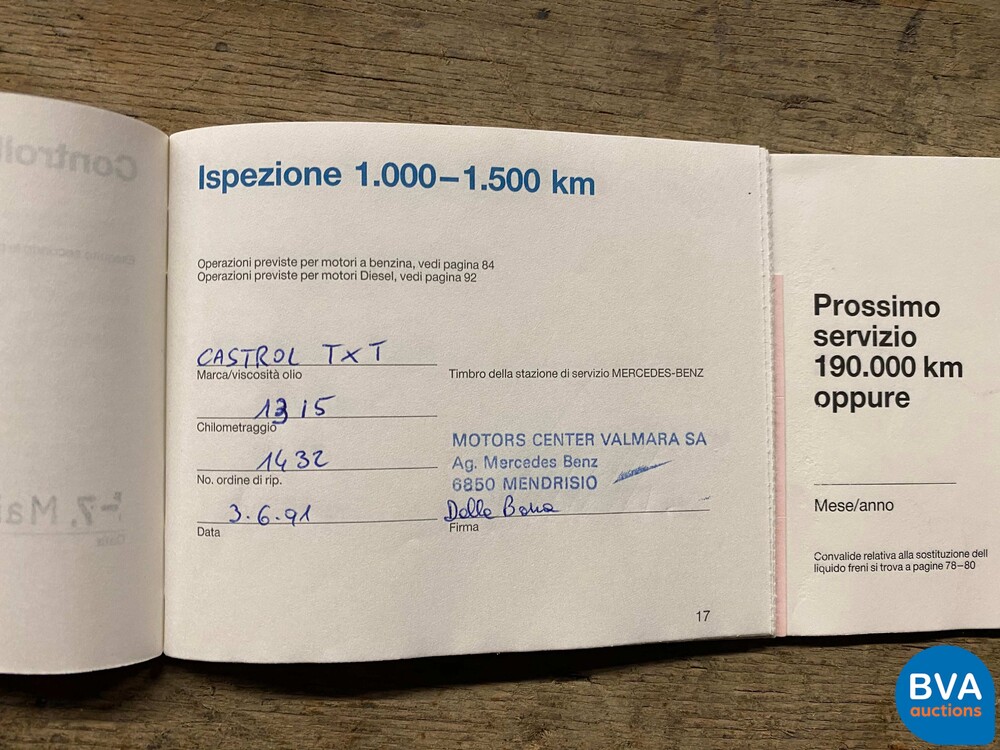 Ispezione 1.000–1.500 km
Operazioni previste per motori a benzina, vedi pagina 84
Operazioni previste per motori Diesel, vedi pagina 92
CASTROL TXT
Marca/viscosità olio
Timbro della stazione di servizio MERCEDES-BENZ
1315
Chilometraggio
MOTORS CENTER VALMARA SA
Ag. Mercedes Benz
6850 MENDRISIO
1432
No. ordine di rip.
3.6.91
Data
Firma
17
Prossimo
servizio
190.000 km
oppure
Mese/anno
Convalide relativa alla sostituzione dell
liquido freni si trova a pagine 78–80
BVA
auctions